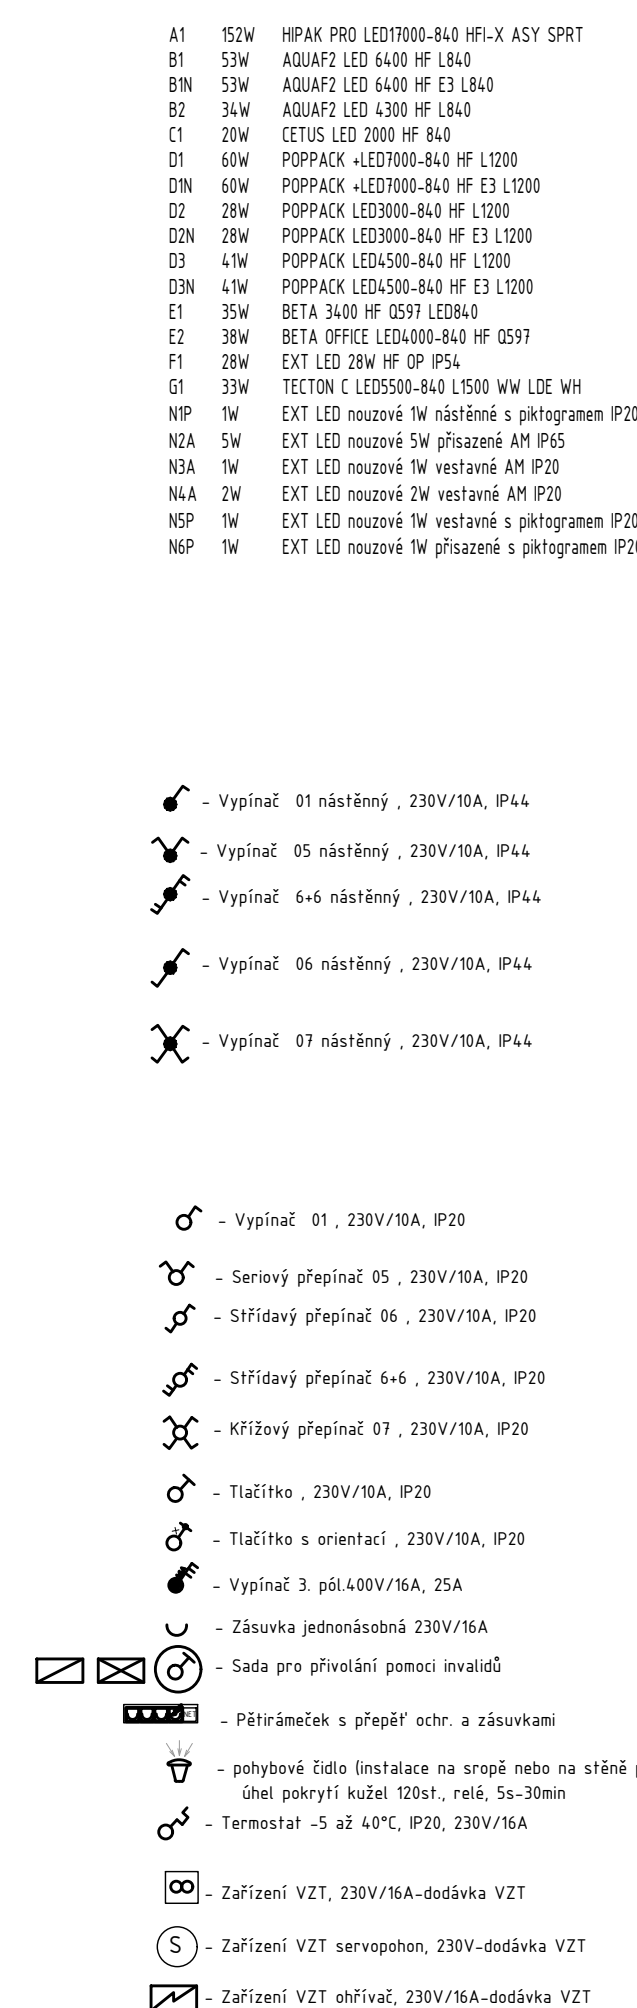 A1 152W HIPAK PRO LED17000-840 HFI-X ASY SPRT
B1 53W AQUAF2 LED 6400 HF L840
B1N 53W AQUAF2 LED 6400 HF E3 L840
B2 34W AQUAF2 LED 4300 HF L840
C1 20W CETUS LED 2000 HF 840
D1 60W POPPACK +LED7000-840 HF L1200
D1N 60W POPPACK +LED7000-840 HF E3 L1200
D2 28W POPPACK LED3000-840 HF L1200
D2N 28W POPPACK LED3000-840 HF E3 L1200
D3 41W POPPACK LED4500-840 HF L1200
D3N 41W POPPACK LED4500-840 HF E3 L1200
E1 35W BETA 3400 HF Q597 LED840
E2 38W BETA OFFICE LED4000-840 HF Q597
F1 28W EXT LED 28W HF OP IP54
G1 33W TECTON C LED5500-840 L1500 WW LDE WH
N1P 1W EXT LED nouzové 1W nástěnné s piktogramem IP20
N2A 5W EXT LED nouzové 5W přisazené AM IP65
N3A 1W EXT LED nouzové 1W vestavné AM IP20
N4A 2W EXT LED nouzové 2W vestavné AM IP20
N5P 1W EXT LED nouzové 1W vestavné s piktogramem IP20
N6P 1W EXT LED nouzové 1W přisazené s piktogramem IP20
- Vypínač 01 nástěnný , 230V/10A, IP44
- Vypínač 05 nástěnný , 230V/10A, IP44
- Vypínač 6+6 nástěnný , 230V/10A, IP44
- Vypínač 06 nástěnný , 230V/10A, IP44
- Vypínač 07 nástěnný , 230V/10A, IP44
- Vypínač 01 , 230V/10A, IP20
- Seriový přepínač 05 , 230V/10A, IP20
- Střídavý přepínač 06 , 230V/10A, IP20
- Střídavý přepínač 6+6 , 230V/10A, IP20
- Křížový přepínač 07 , 230V/10A, IP20
- Tlačítko , 230V/10A, IP20
- Tlačítko s orientací , 230V/10A, IP20
- Vypínač 3. pól.400V/16A, 25A
- Zásuvka jednonásobná 230V/16A
- Sada pro přivolání pomoci invalidů
- Pětirámeček s přepěť ochr. a zásuvkami
- pohybové čidlo (instalace na sropě nebo na stěně
úhel pokrytí kužel 120st., relé, 5s-30min
- Termostat -5 až 40°C, IP20, 230V/16A
- Zařízení VZT, 230V/16A-dodávka VZT
S - Zařízení VZT servopohon, 230V-dodávka VZT
- Zařízení VZT ohřívač, 230V/16A-dodávka VZT